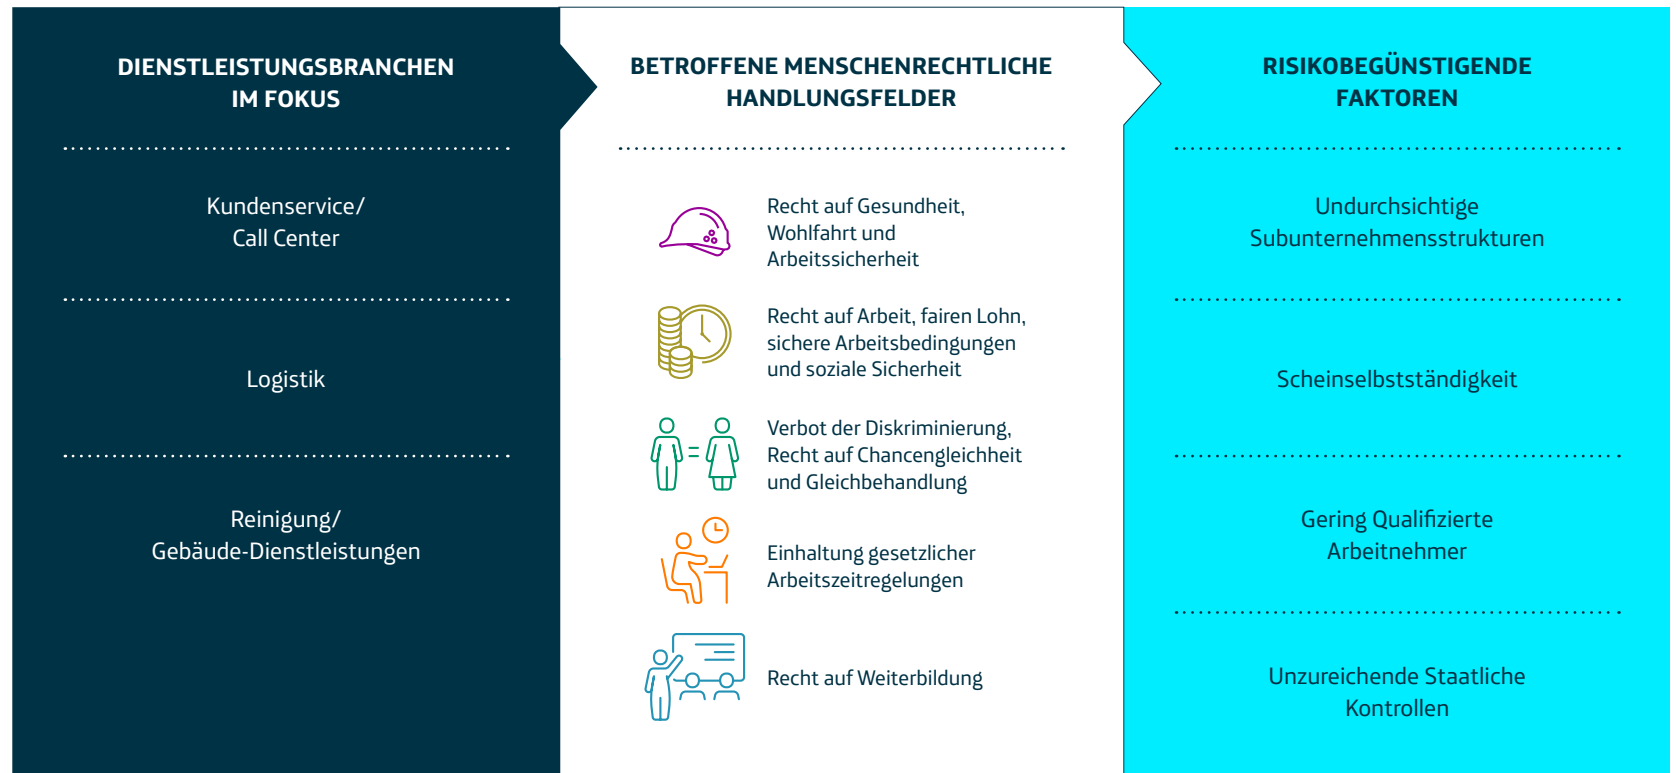 DIENSTLEISTUNGSBRANCHEN
IM FOKUS
Kundenservice/
Call Center
Logistik
Reinigung/
Gebäude-Dienstleistungen
BETROFFENE MENSCHENRECHTLICHE
HANDLUNGSFELDER
Recht auf Gesundheit,
Wohlfahrt und
Arbeitssicherheit
Recht auf Arbeit, fairen Lohn,
sichere Arbeitsbedingungen
und soziale Sicherheit
Verbot der Diskriminierung,
Recht auf Chancengleichheit
und Gleichbehandlung
Einhaltung gesetzlicher
Arbeitszeitregelungen
Recht auf Weiterbildung
RISIKOBEGÜNSTIGENDE
FAKTOREN
Undurchsichtige
Subunternehmensstrukturen
Scheinselbstständigkeit
Gering Qualifizierte
Arbeitnehmer
Unzureichende Staatliche
Kontrollen